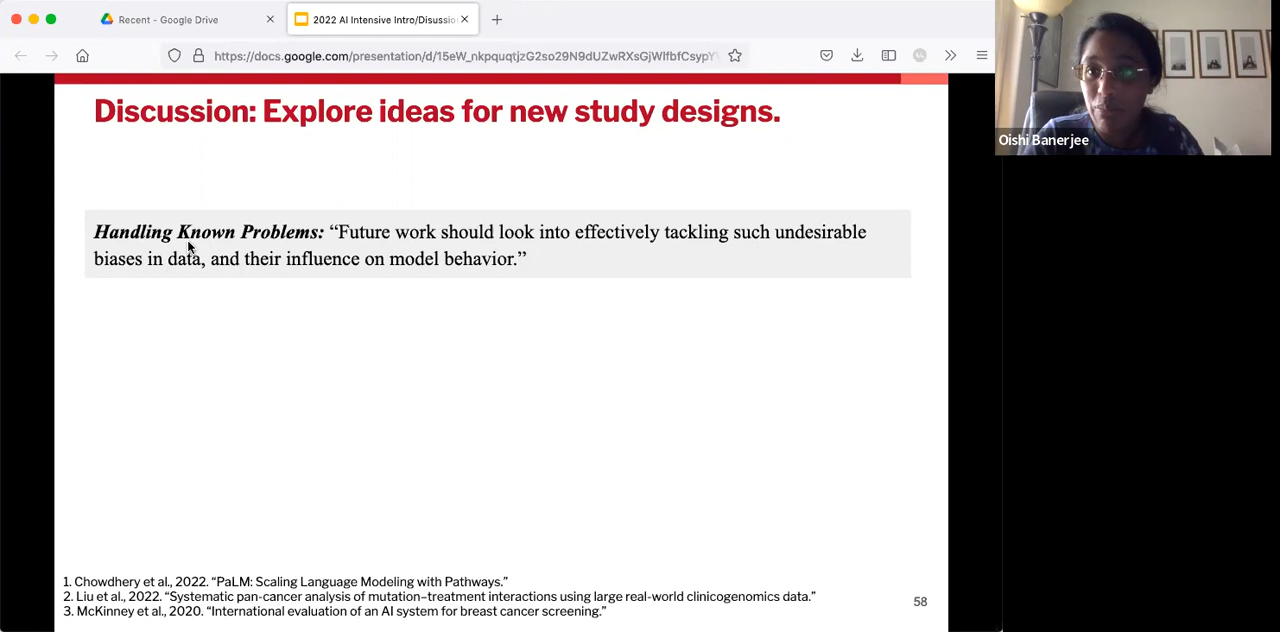 Recent - Google Drive
2022 AI Intensive Intro/Disussio
https://docs.google.com/presentation/d/15eW_nkpquqtjzG2so29N9dUZwRXsGjWlfbfCsypY
Discussion: Explore ideas for new study designs.
Oishi Banerjee
Handling Known Problems: “Future work should look into effectively tackling such undesirable
biases in data, and their influence on model behavior.”
1. Chowdhery et al., 2022. “PaLM: Scaling Language Modeling with Pathways.”
2. Liu et al., 2022. “Systematic pan-cancer analysis of mutation–treatment interactions using large real-world clinicogenomics data.”
3. McKinney et al., 2020. “International evaluation of an AI system for breast cancer screening.”
58